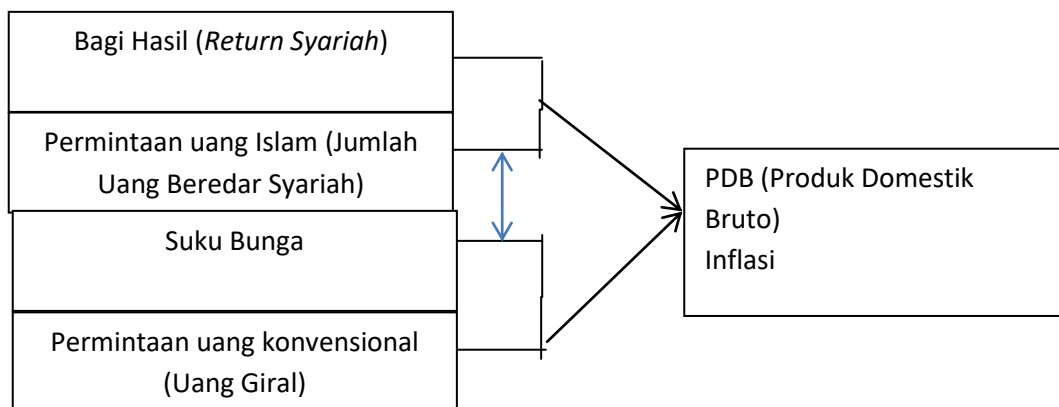 Bagi Hasil (Return Syariah)
Permintaan uang Islam (Jumlah
Uang Beredar Syariah)
Suku Bunga
Permintaan uang konvensional
(Uang Giral)
PDB (Produk Domestik
Bruto)
Inflasi